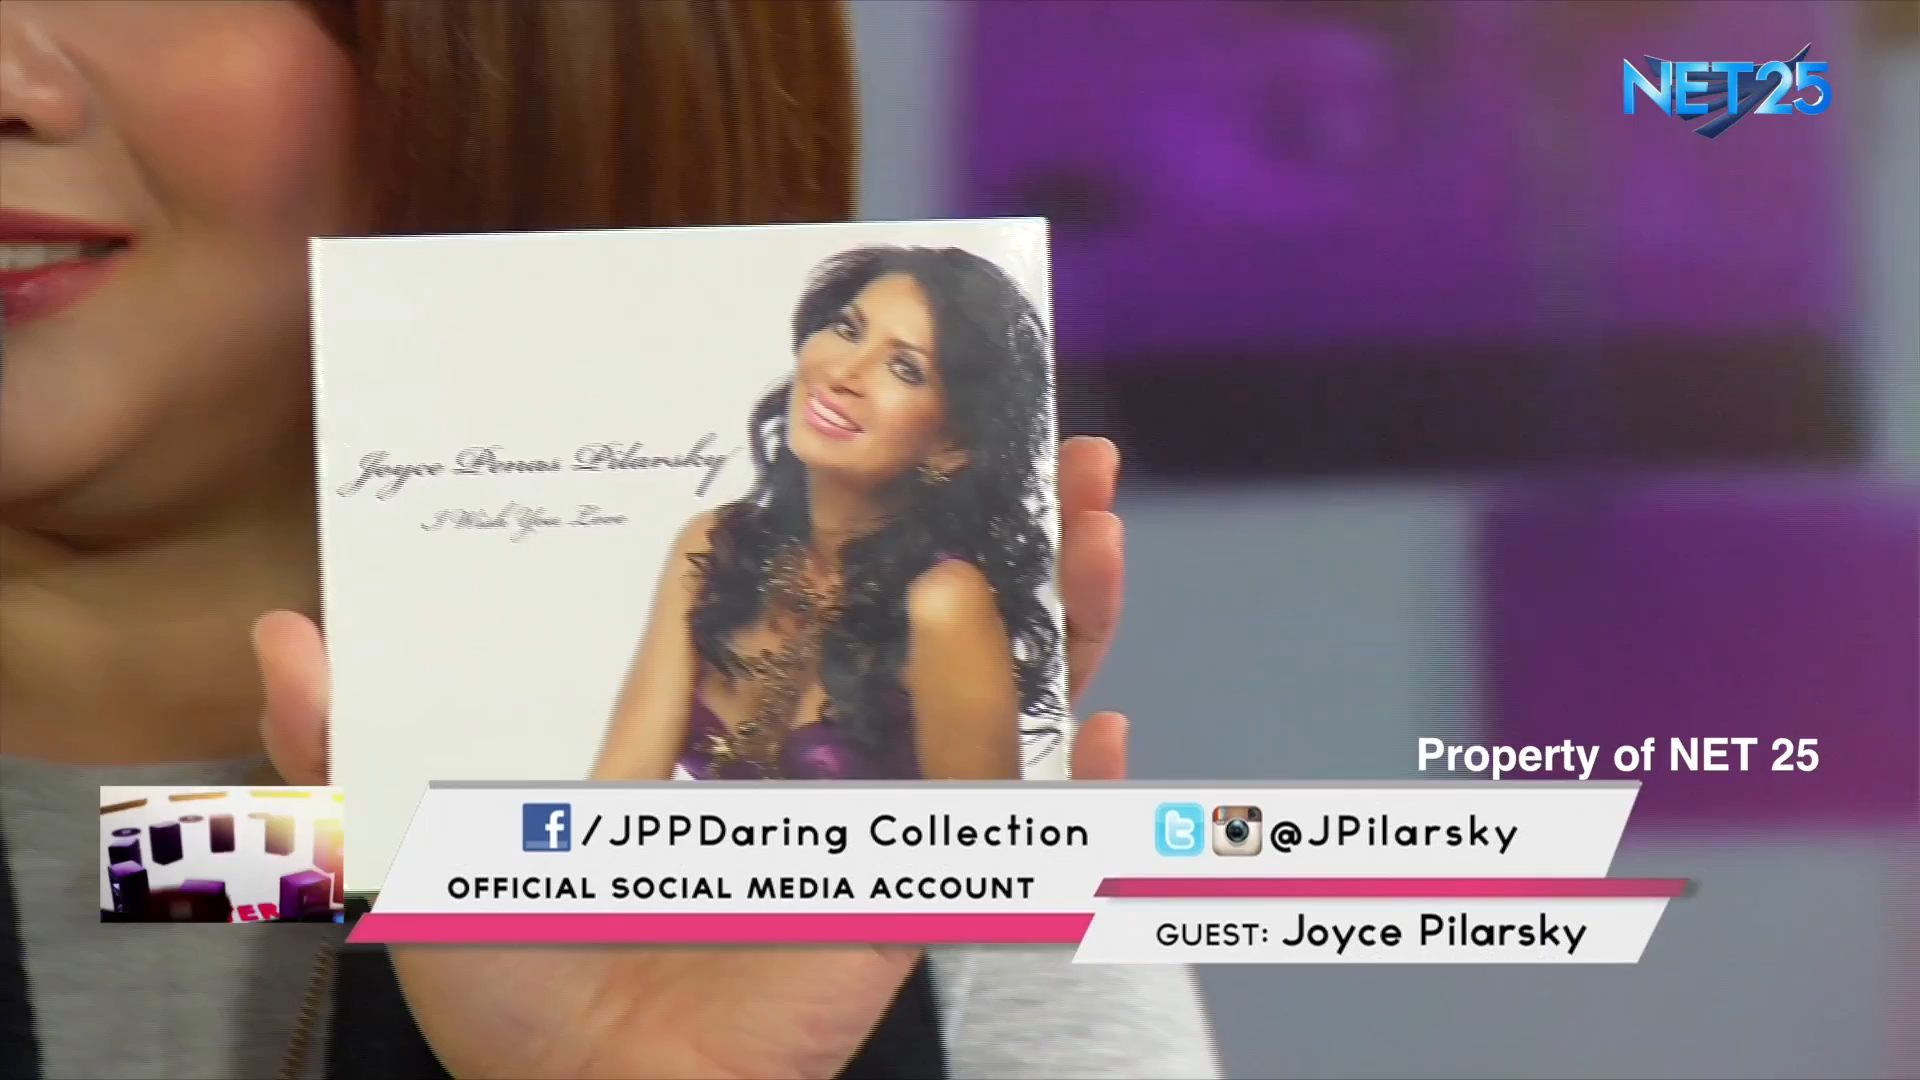 NET25
Joyce Penas Pilarsky
I Wish You Love
Property of NET 25
/JPPDaring Collection
@JPilarsky
OFFICIAL SOCIAL MEDIA ACCOUNT
GUEST: Joyce Pilarsky